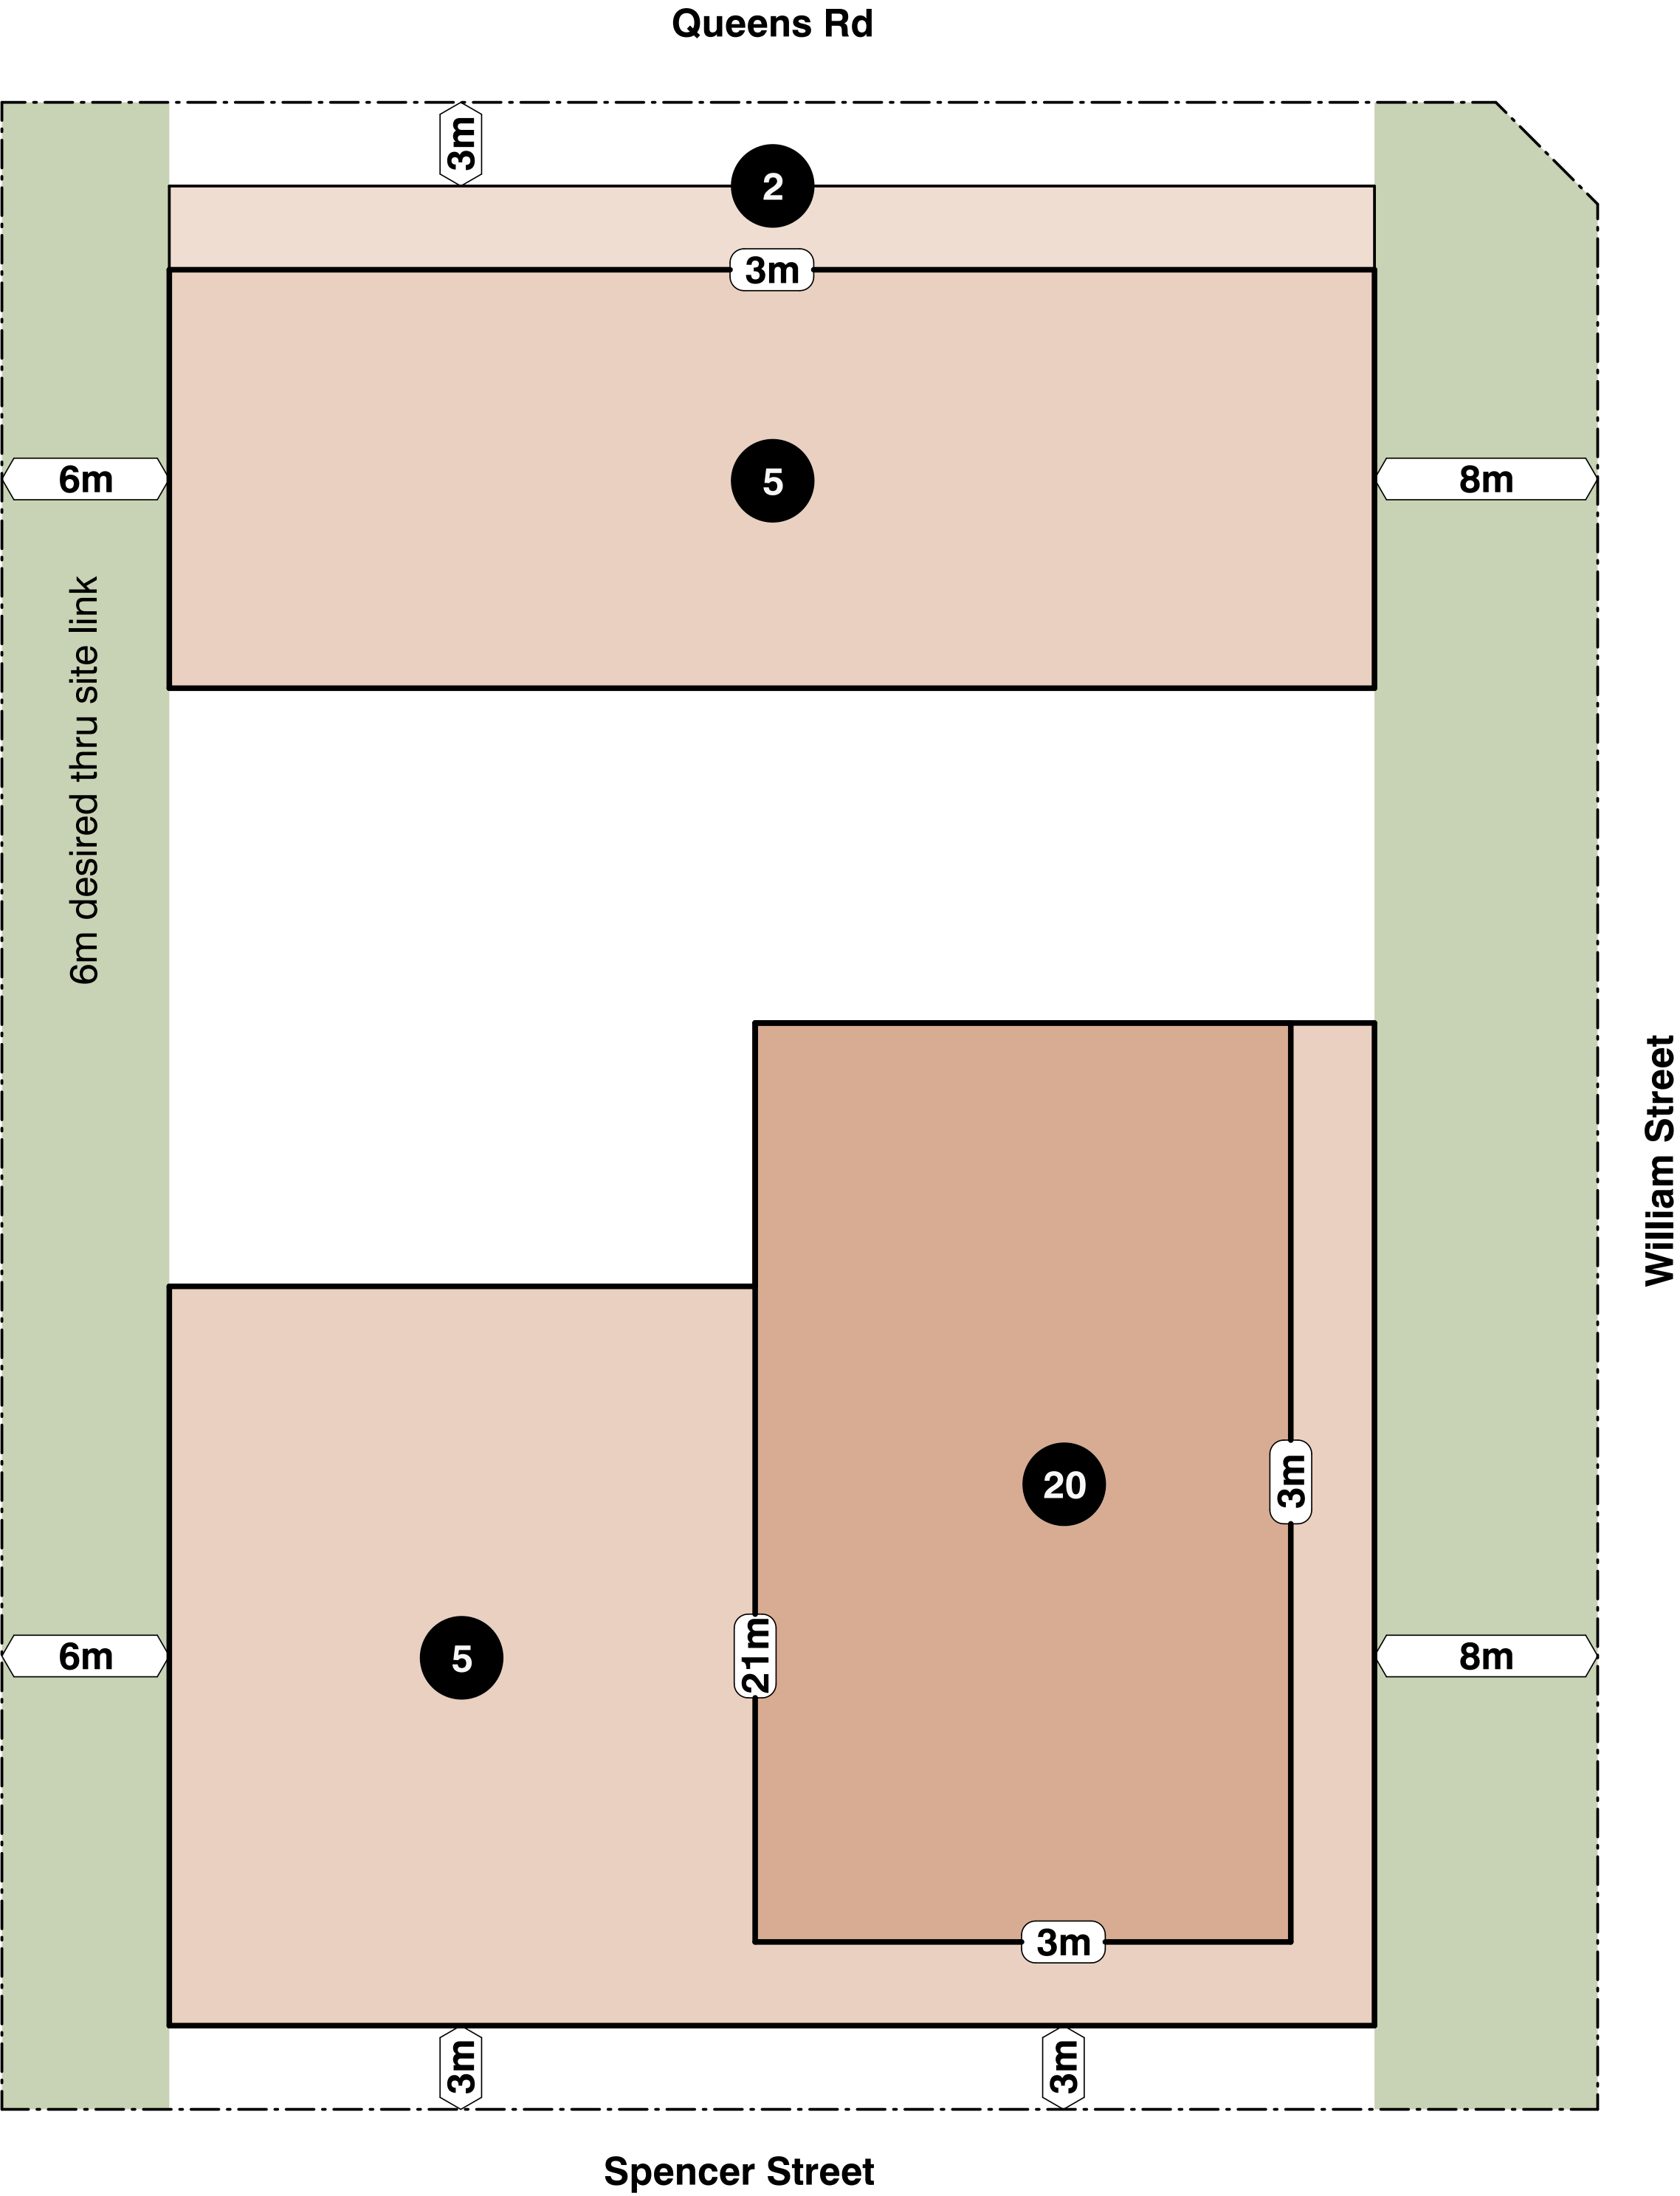 Queens Rd
3m
2
3m
6m
5
8m
6m desired thru site link
William Street
20
3m
21m
6m
5
8m
3m
3m
3m
Spencer Street